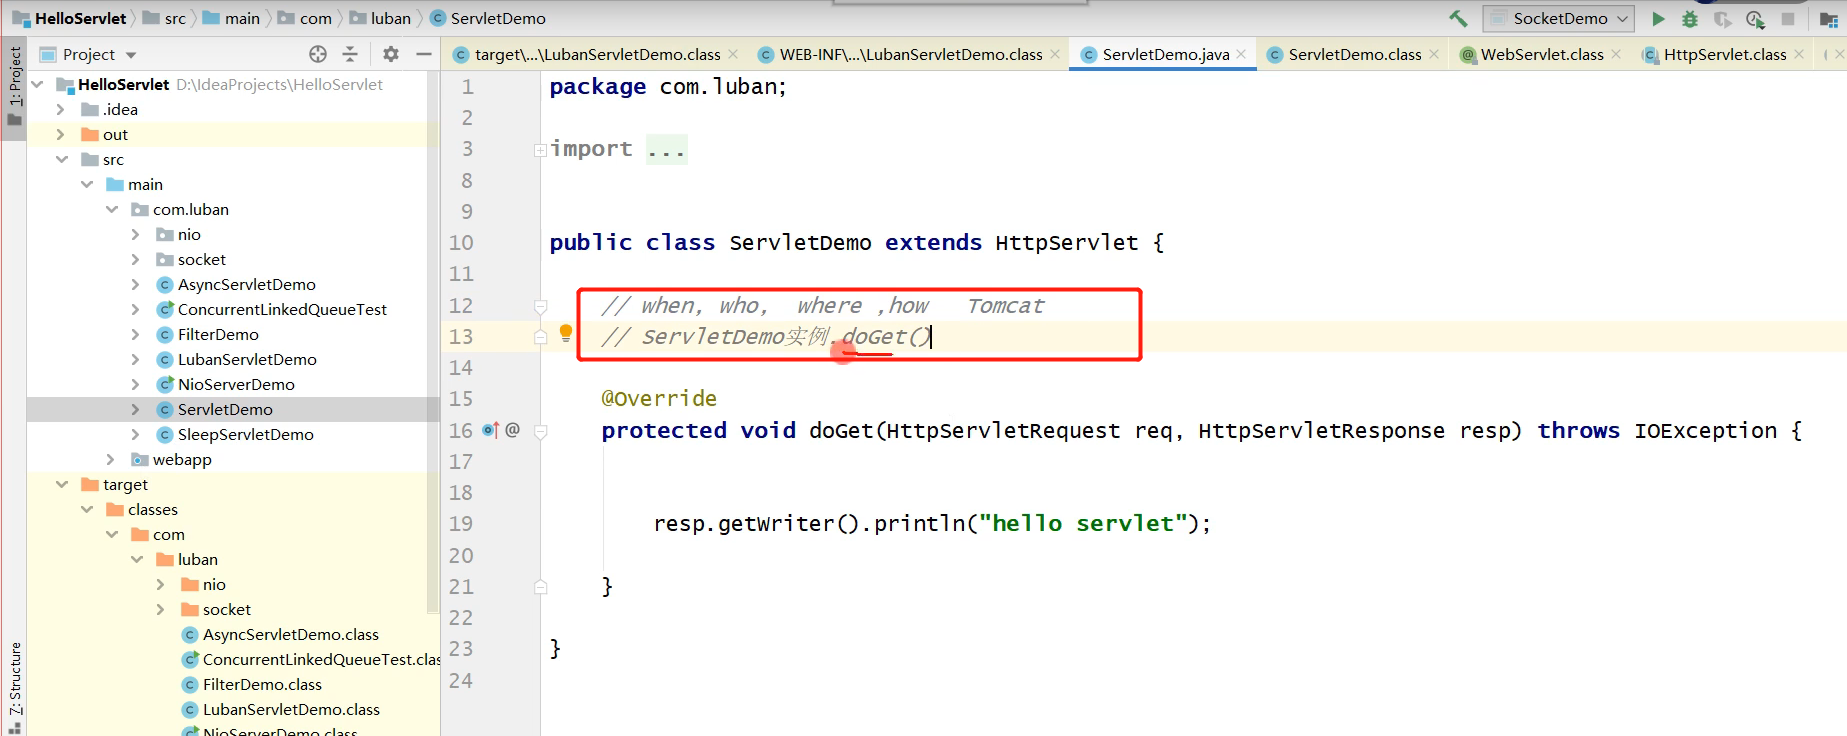 HelloServlet src main com luban ServletDemo
SocketDemo
Project
target\...\LubanServletDemo.class
WEB-INF\...\LubanServletDemo.class
ServletDemo.java
ServletDemo.class
WebServlet.class
HttpServlet.class
1: Project
Z: Structure
HelloServlet D:\IdeaProjects\HelloServlet
.idea
out
src
main
com.luban
nio
socket
AsyncServletDemo
ConcurrentLinkedQueueTest
FilterDemo
LubanServletDemo
NioServerDemo
ServletDemo
SleepServletDemo
webapp
target
classes
com
luban
nio
socket
AsyncServletDemo.class
ConcurrentLinkedQueueTest.clas
FilterDemo.class
LubanServletDemo.class
NioServerDemo.class
1 package com.luban;
2
3 import ...
8
9
10 public class ServletDemo extends HttpServlet {
11
12 // when, who, where ,how Tomcat
13 // ServletDemo实例.doGet()
14
15 @Override
16 protected void doGet(HttpServletRequest req, HttpServletResponse resp) throws IOException {
17
18
19 resp.getWriter().println("hello servlet");
20
21 }
22
23 }
24